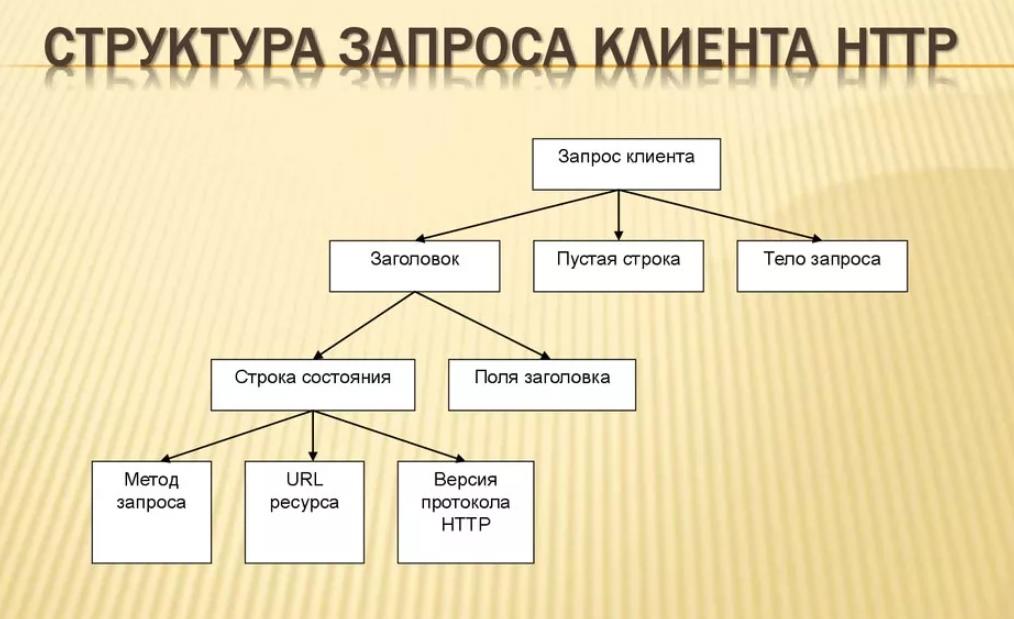 СТРУКТУРА ЗАПРОСА КЛИЕНТА HTTP
Запрос клиента
Заголовок
Пустая строка
Тело запроса
Строка состояния
Поля заголовка
Метод
запроса
URL
ресурса
Версия
протокола
HTTP